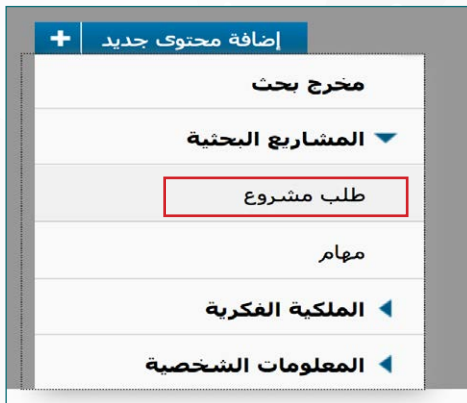 إضافة محتوى جديد +
مخرج بحث
المشاريع البحثية
طلب مشروع
مهام
الملكية الفكرية
المعلومات الشخصية